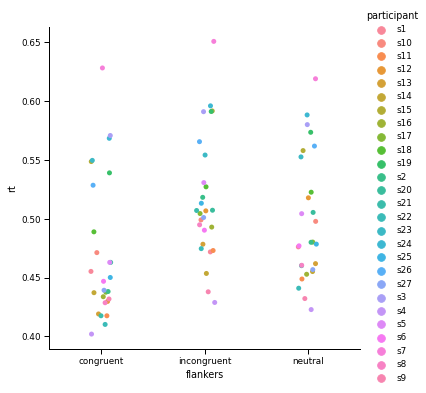 participant
s1
s10
s11
s12
s13
s14
s15
s16
s17
s18
s19
s2
s20
s21
s22
s23
s24
s25
s26
s27
s3
s4
s5
s6
s7
s8
s9
0.65
0.60
0.55
0.50
0.45
0.40
rt
congruent incongruent neutral
flankers